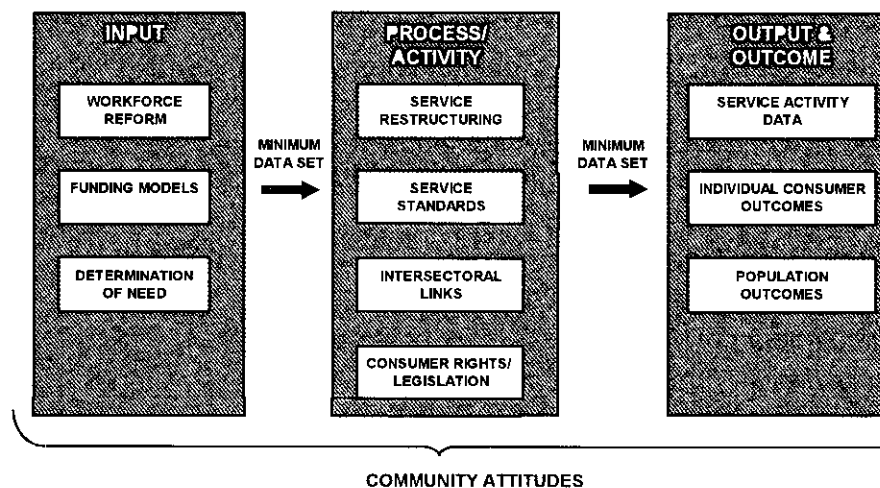 INPUT
WORKFORCE
REFORM
FUNDING MODELS
DETERMINATION
OF NEED
MINIMUM
DATA SET
PROCESS/
ACTIVITY
SERVICE
RESTRUCTURING
SERVICE
STANDARDS
INTERSECTORAL
LINKS
CONSUMER RIGHTS/
LEGISLATION
MINIMUM
DATA SET
OUTPUT &
OUTCOME
SERVICE ACTIVITY
DATA
INDIVIDUAL CONSUMER
OUTCOMES
POPULATION
OUTCOMES
COMMUNITY ATTITUDES